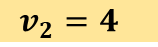 v₂ = 4